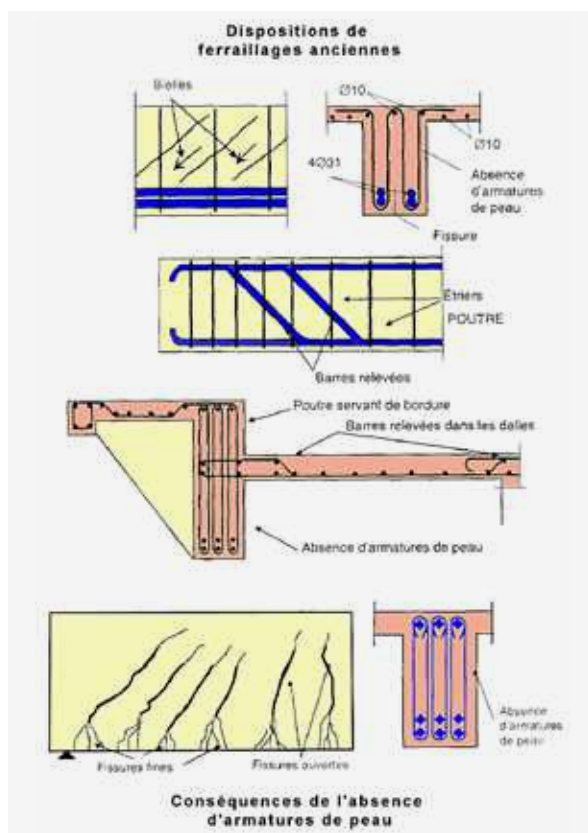 Dispositions de
ferraillages anciennes
Bielles
Ø10
Ø10
4Ø31
Absence
d'armatures
de peau
Fissure
Étriers
POUTRE
Barres relevées
Poutre servant de bordure
Barres relevées dans les dalles
Absence d'armatures de peau
Absence
d'armatures
de peau
Fissures fines
Fissures ouvertes
Conséquences de l'absence
d'armatures de peau